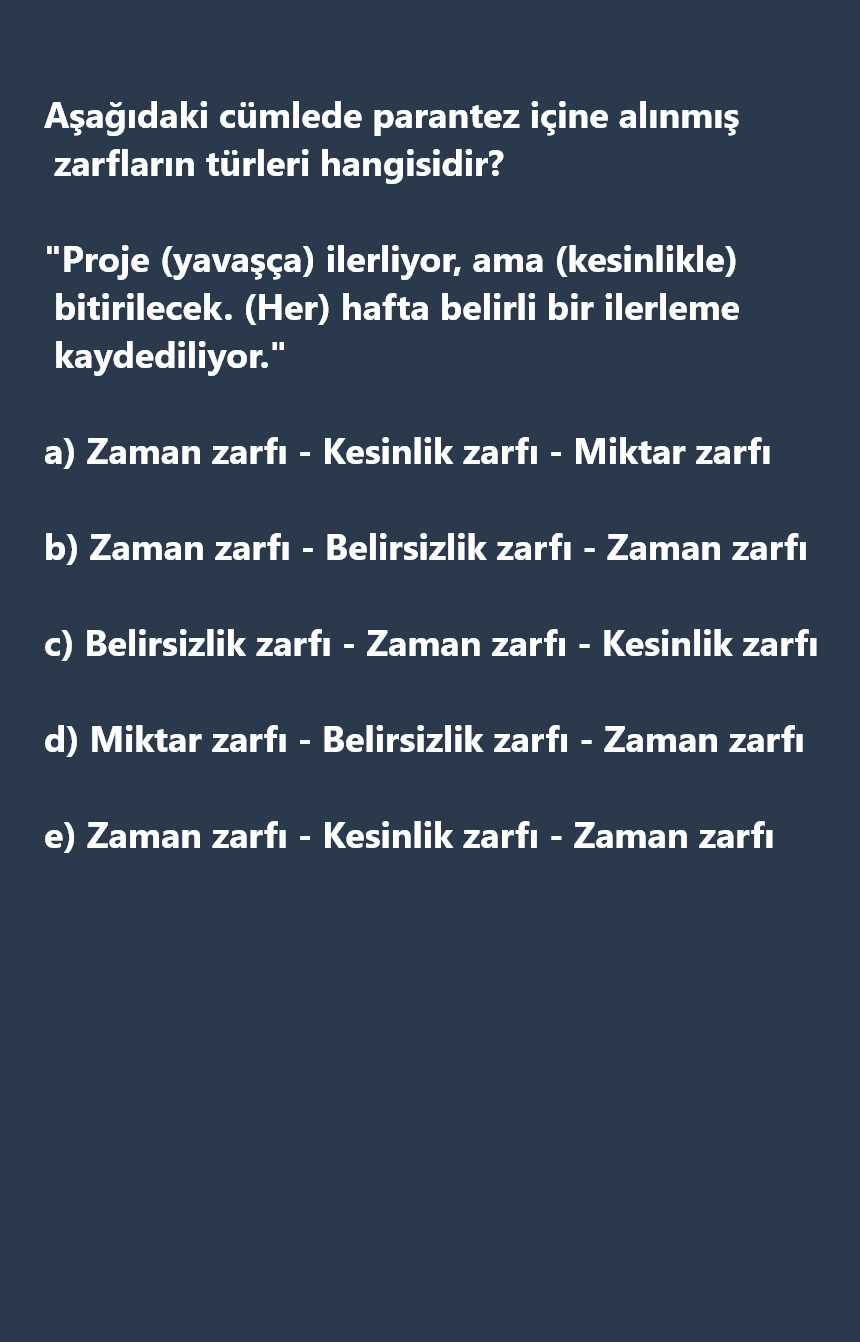 Aşağıdaki cümlede parantez içine alınmış
zarfların türleri hangisidir?
"Proje (yavaşça) ilerliyor, ama (kesinlikle)
bitirilecek. (Her) hafta belirli bir ilerleme
kaydediliyor."
a) Zaman zarfı - Kesinlik zarfı - Miktar zarfı
b) Zaman zarfı - Belirsizlik zarfı - Zaman zarfı
c) Belirsizlik zarfı - Zaman zarfı - Kesinlik zarfı
d) Miktar zarfı - Belirsizlik zarfı - Zaman zarfı
e) Zaman zarfı - Kesinlik zarfı - Zaman zarfı